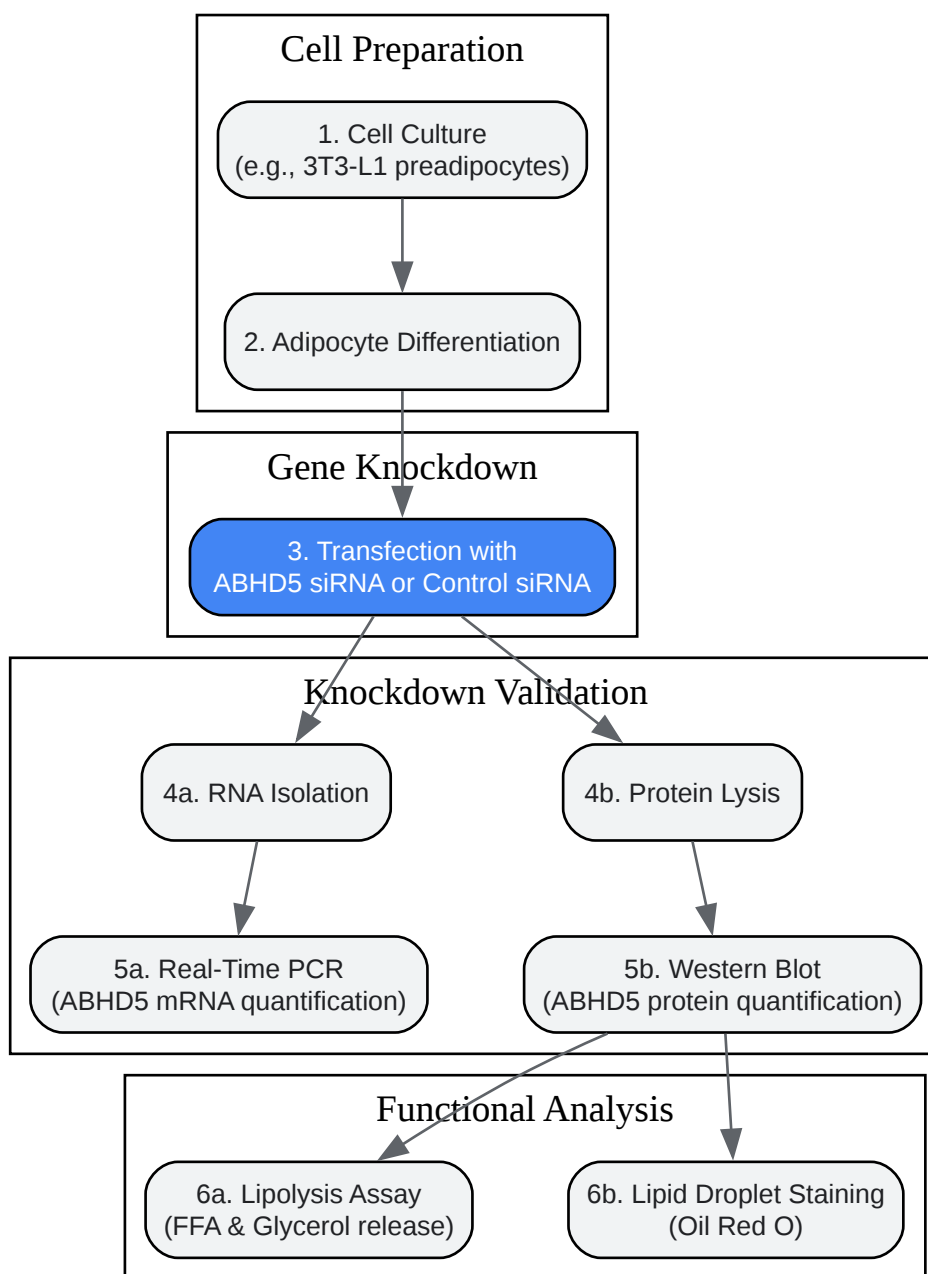 Cell Preparation
1. Cell Culture
(e.g., 3T3-L1 preadipocytes)
2. Adipocyte Differentiation
Gene Knockdown
3. Transfection with
ABHD5 siRNA or Control siRNA
Knockdown Validation
4a. RNA Isolation
4b. Protein Lysis
5a. Real-Time PCR
(ABHD5 mRNA quantification)
5b. Western Blot
(ABHD5 protein quantification)
Functional Analysis
6a. Lipolysis Assay
(FFA & Glycerol release)
6b. Lipid Droplet Staining
(Oil Red O)